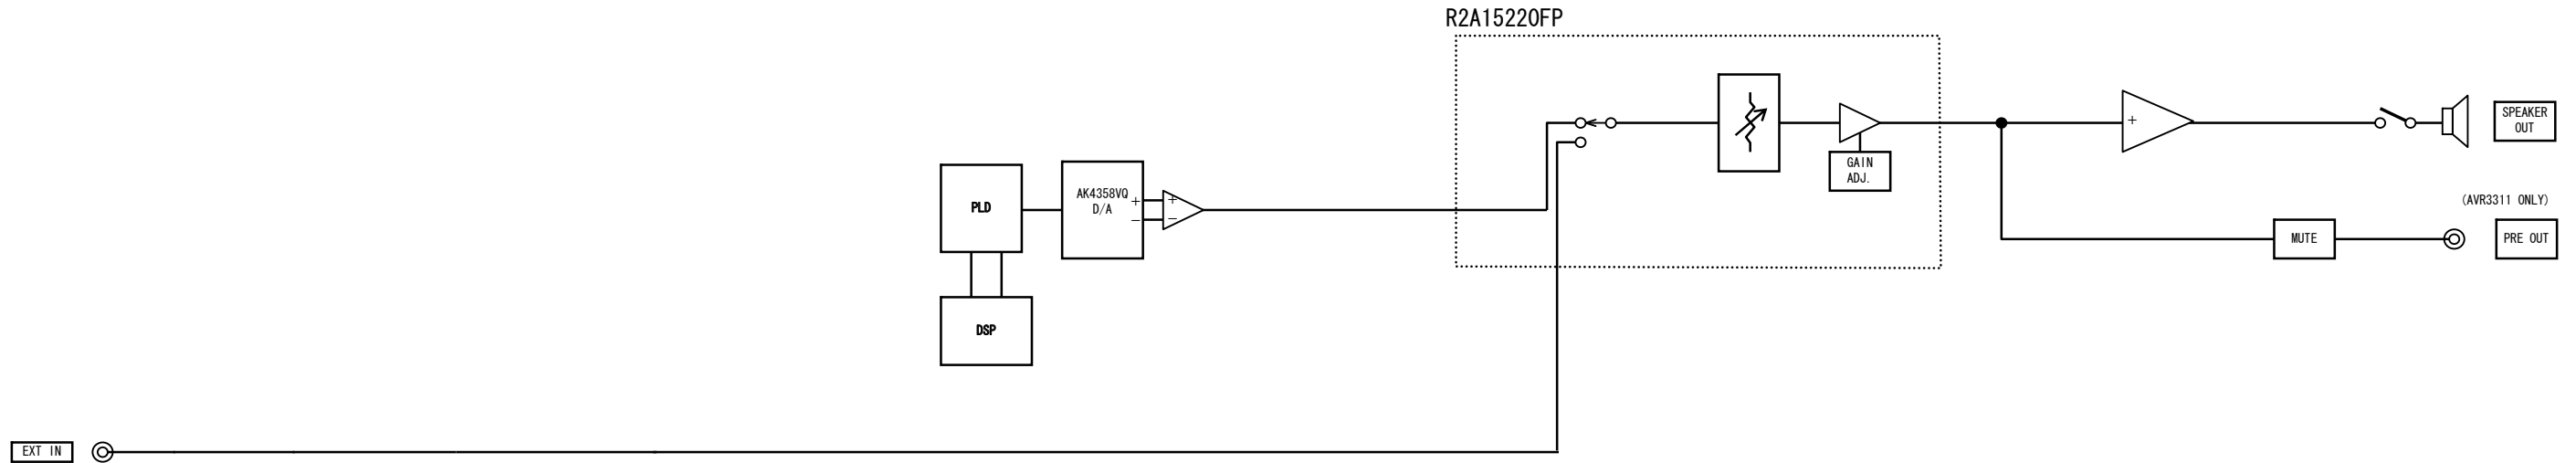 R2A15220FP
SPEAKER
OUT
GAIN
ADJ.
PLD
AK4358VQ
D/A
+
−
+
−
+
(AVR3311 ONLY)
MUTE
PRE OUT
DSP
EXT IN